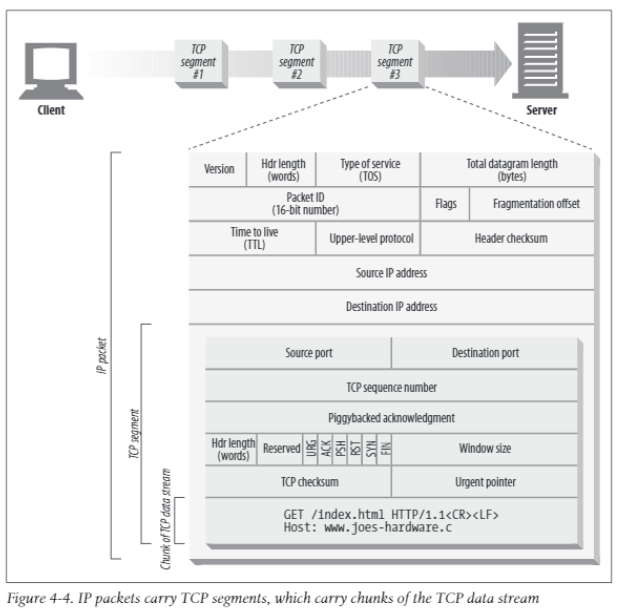 TCP
segment
#1
TCP
segment
#2
TCP
segment
#3
Client
Server
Version
Hdr length
(words)
Type of service
(TOS)
Total datagram length
(bytes)
Packet ID
(16-bit number)
Flags
Fragmentation offset
Time to live
(TTL)
Upper-level protocol
Header checksum
Source IP address
Destination IP address
IP packet
TCP segment
Chunk of TCP data stream
Source port
Destination port
TCP sequence number
Piggybacked acknowledgment
Hdr length
(words)
Reserved
URG
ACK
PSH
RST
SYN
FIN
Window size
TCP checksum
Urgent pointer
GET /index.html HTTP/1.1<CR><LF>
Host: www.joes-hardware.c
Figure 4-4. IP packets carry TCP segments, which carry chunks of the TCP data stream